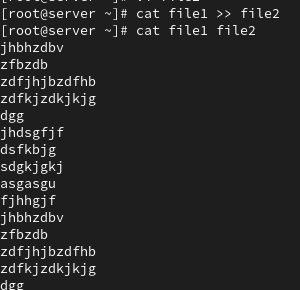 [root@server ~]# cat file1 >> file2
[root@server ~]# cat file1 file2
jhbhzdbv
zfbzdb
zdfjhjbzdfhb
zdfkjzdkjkjg
dgg
jhdsgfjf
dsfkbjg
sdgkjgkj
asgasgu
fjhhgjf
jhbhzdbv
zfbzdb
zdfjhjbzdfhb
zdfkjzdkjkjg
dgg